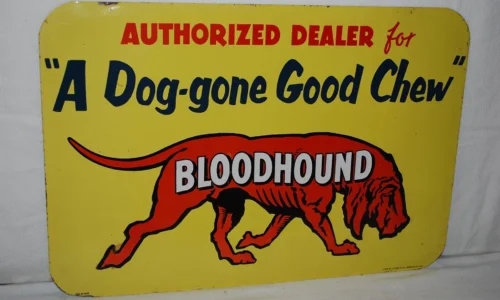 AUTHORIZED DEALER for
"A Dog-gone Good Chew"
BLOODHOUND